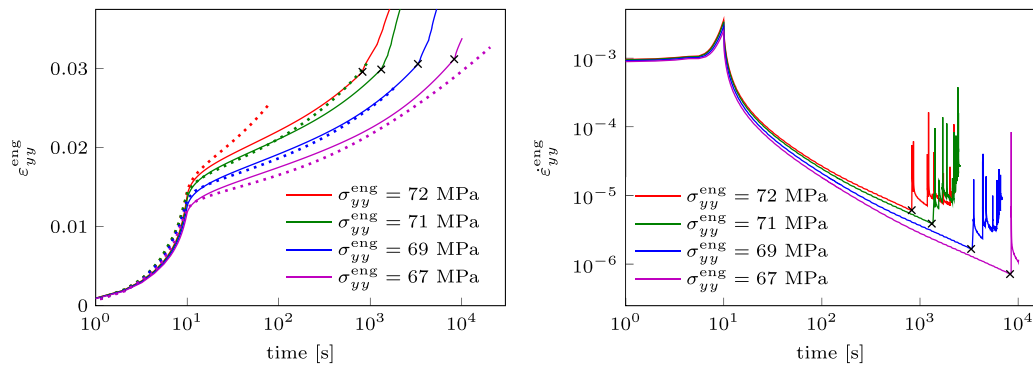 0.03
0.02
0.01
0
ε_yy^eng
σ_yy^eng = 72 MPa
σ_yy^eng = 71 MPa
σ_yy^eng = 69 MPa
σ_yy^eng = 67 MPa
10^0 10^1 10^2 10^3 10^4
time [s]
10^−3
10^−4
10^−5
10^−6
ε̇_yy^eng
σ_yy^eng = 72 MPa
σ_yy^eng = 71 MPa
σ_yy^eng = 69 MPa
σ_yy^eng = 67 MPa
10^0 10^1 10^2 10^3 10^4
time [s]